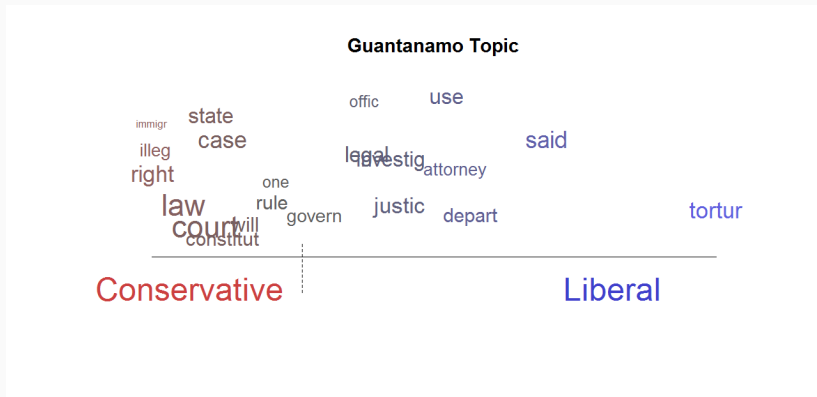 Guantanamo Topic
offic
use
immigr
state
case
said
illeg
legal
investig
attorney
right
one
law
rule
justic
tortur
govern
depart
court
will
constitut
Conservative
Liberal